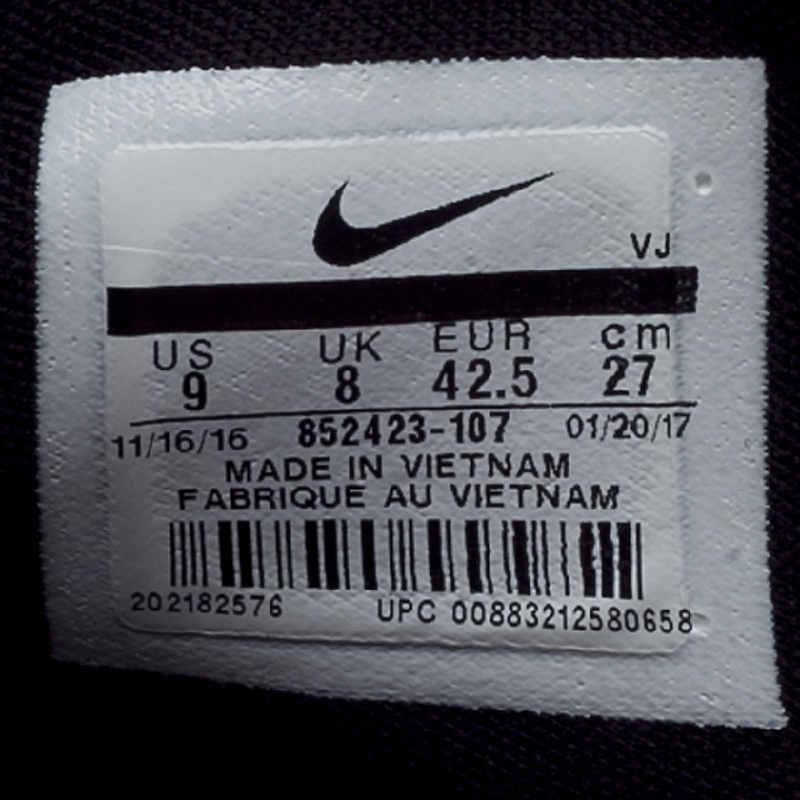 VJ
US UK EUR cm
9 8 42.5 27
11/16/16 852423-107 01/20/17
MADE IN VIETNAM
FABRIQUE AU VIETNAM
202182576 UPC 00883212580658